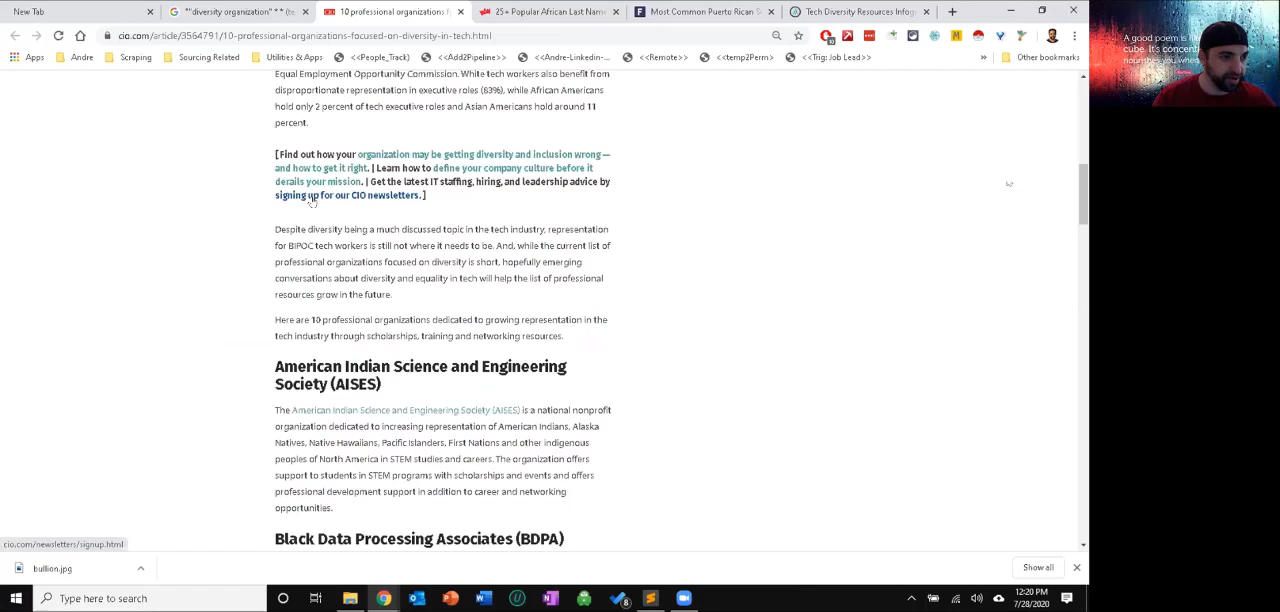 New Tab
*"diversity organization" * * (te
10 professional organizations f
25+ Popular African Last Name
Most Common Puerto Rican S
Tech Diversity Resources Infog
cio.com/article/3564791/10-professional-organizations-focused-on-diversity-in-tech.html
Apps
Andre
Scraping
Sourcing Related
Utilities & Apps
<<People_Track)
<<Add2Pipeline>>
<<Andre-Linkedin-...
<<Remote>>
<<temp2Perm>>
<<Trig: Job Lead>>
»
Other bookmarks
Equal Employment Opportunity Commission. White tech workers also benefit from
disproportionate representation in executive roles (83%), while African Americans
hold only 2 percent of tech executive roles and Asian Americans hold around 11
percent.
[ Find out how your organization may be getting diversity and inclusion wrong —
and how to get it right. | Learn how to define your company culture before it
derails your mission. | Get the latest IT staffing, hiring, and leadership advice by
signing up for our CIO newsletters. ]
Despite diversity being a much discussed topic in the tech industry, representation
for BIPOC tech workers is still not where it needs to be. And, while the current list of
professional organizations focused on diversity is short, hopefully emerging
conversations about diversity and equality in tech will help the list of professional
resources grow in the future.
Here are 10 professional organizations dedicated to growing representation in the
tech industry through scholarships, training and networking resources.
American Indian Science and Engineering
Society (AISES)
The American Indian Science and Engineering Society (AISES) is a national nonprofit
organization dedicated to increasing representation of American Indians, Alaska
Natives, Native Hawaiians, Pacific Islanders, First Nations and other indigenous
peoples of North America in STEM studies and careers. The organization offers
support to students in STEM programs with scholarships and events and offers
professional development support in addition to career and networking
opportunities.
Black Data Processing Associates (BDPA)
cio.com/newsletters/signup.html
bullion.jpg
Show all
Type here to search
12:20 PM
7/28/2020
A good poem is li
cube. It's concent
nourishes you when